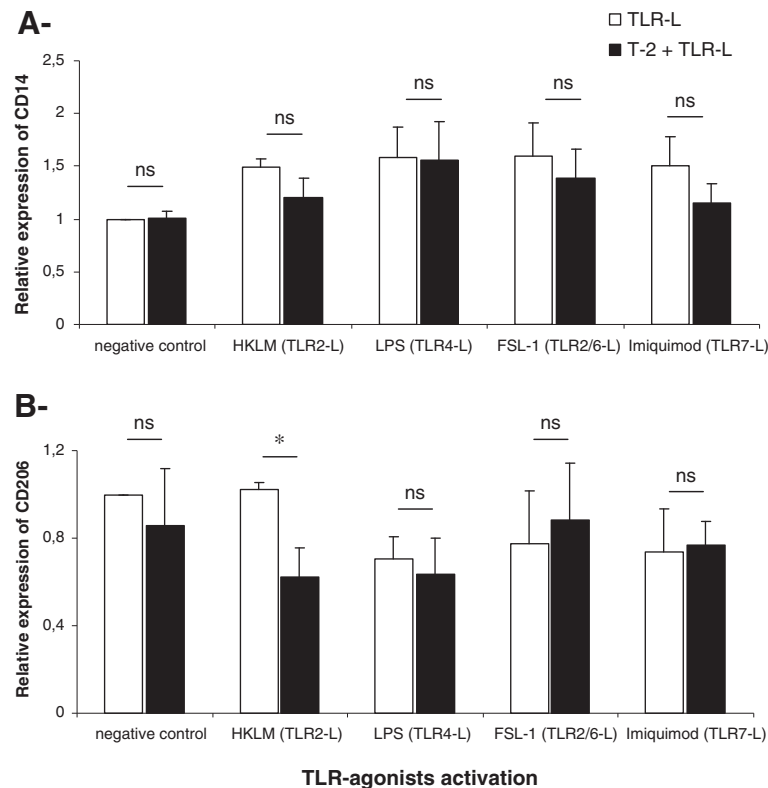 A-
TLR-L
T-2 + TLR-L
Relative expression of CD14
2,5
2
1,5
1
0,5
0
ns
ns
ns
ns
ns
negative control
HKLM (TLR2-L)
LPS (TLR4-L)
FSL-1 (TLR2/6-L)
Imiquimod (TLR7-L)
B-
Relative expression of CD206
1,2
0,8
0,4
0
ns
*
ns
ns
ns
negative control
HKLM (TLR2-L)
LPS (TLR4-L)
FSL-1 (TLR2/6-L)
Imiquimod (TLR7-L)
TLR-agonists activation